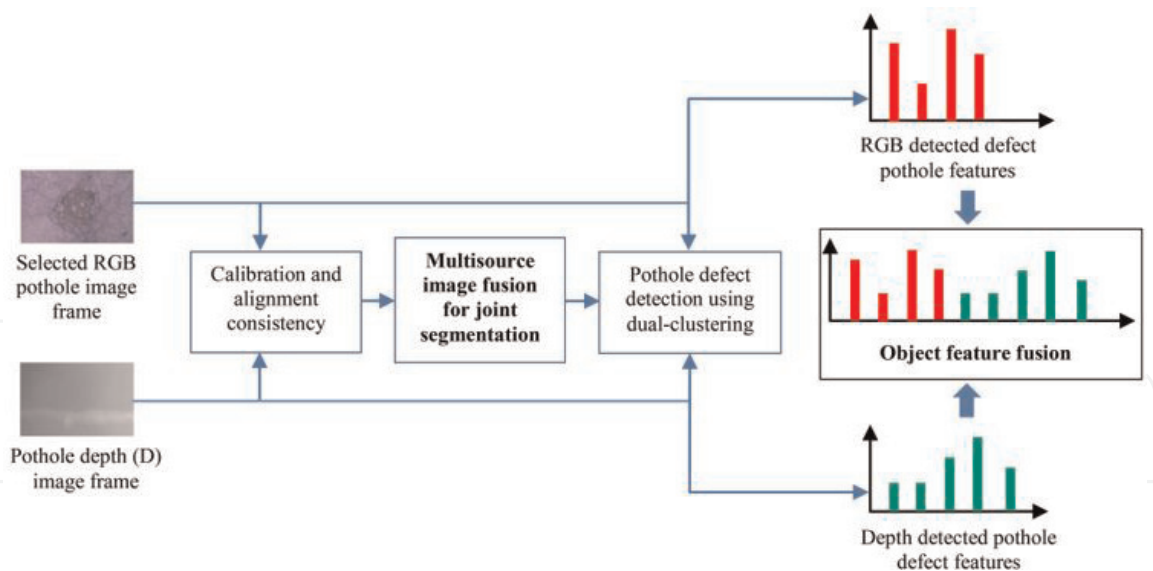 RGB detected defect
pothole features
Selected RGB
pothole image
frame
Calibration and
alignment
consistency
Multisource
image fusion
for joint
segmentation
Pothole defect
detection using
dual-clustering
Object feature fusion
Pothole depth (D)
image frame
Depth detected pothole
defect features